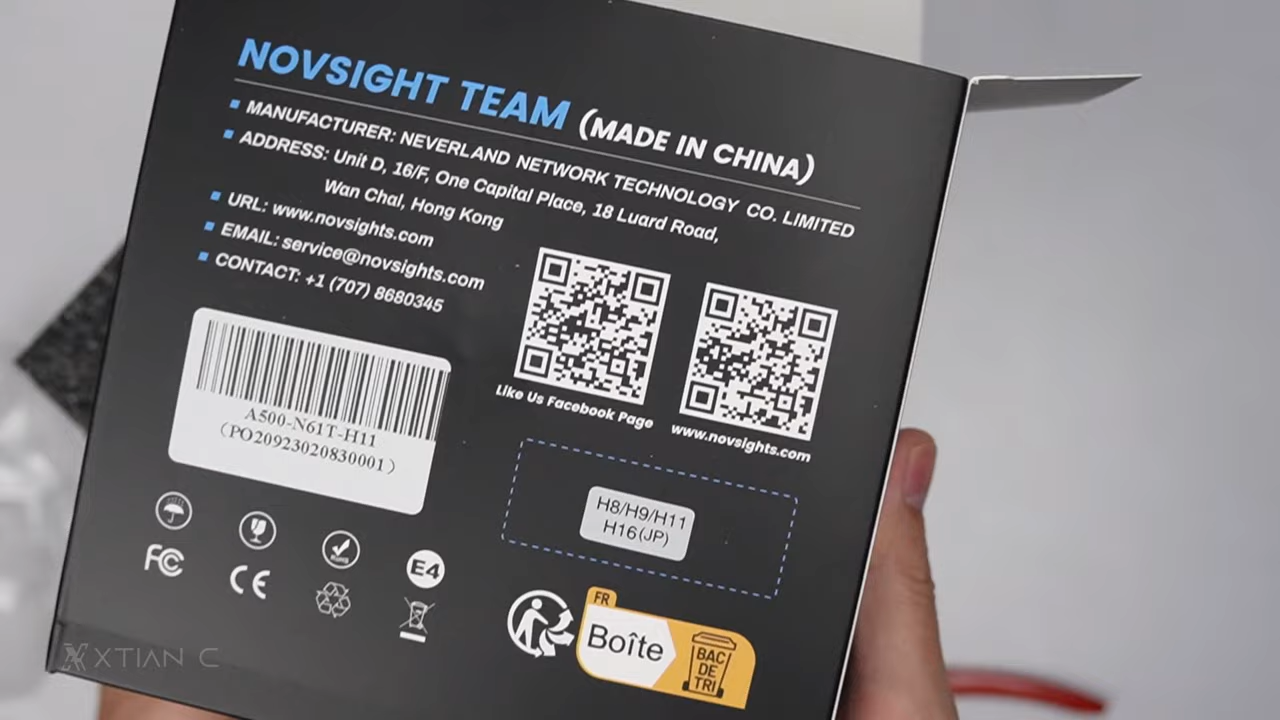 NOVSIGHT TEAM (MADE IN CHINA)
MANUFACTURER: NEVERLAND NETWORK TECHNOLOGY CO. LIMITED
ADDRESS: Unit D, 16/F, One Capital Place, 18 Luard Road,
Wan Chal, Hong Kong
URL: www.novsights.com
EMAIL: service@novsights.com
CONTACT: +1 (707) 8680345
A500-N61T-H11
(PO20923020830001)
Like Us Facebook Page
www.novsights.com
H8/H9/H11
H16(JP)
FC
CE
E4
FR
Boîte
BAC
DE
TRI
XTIAN C